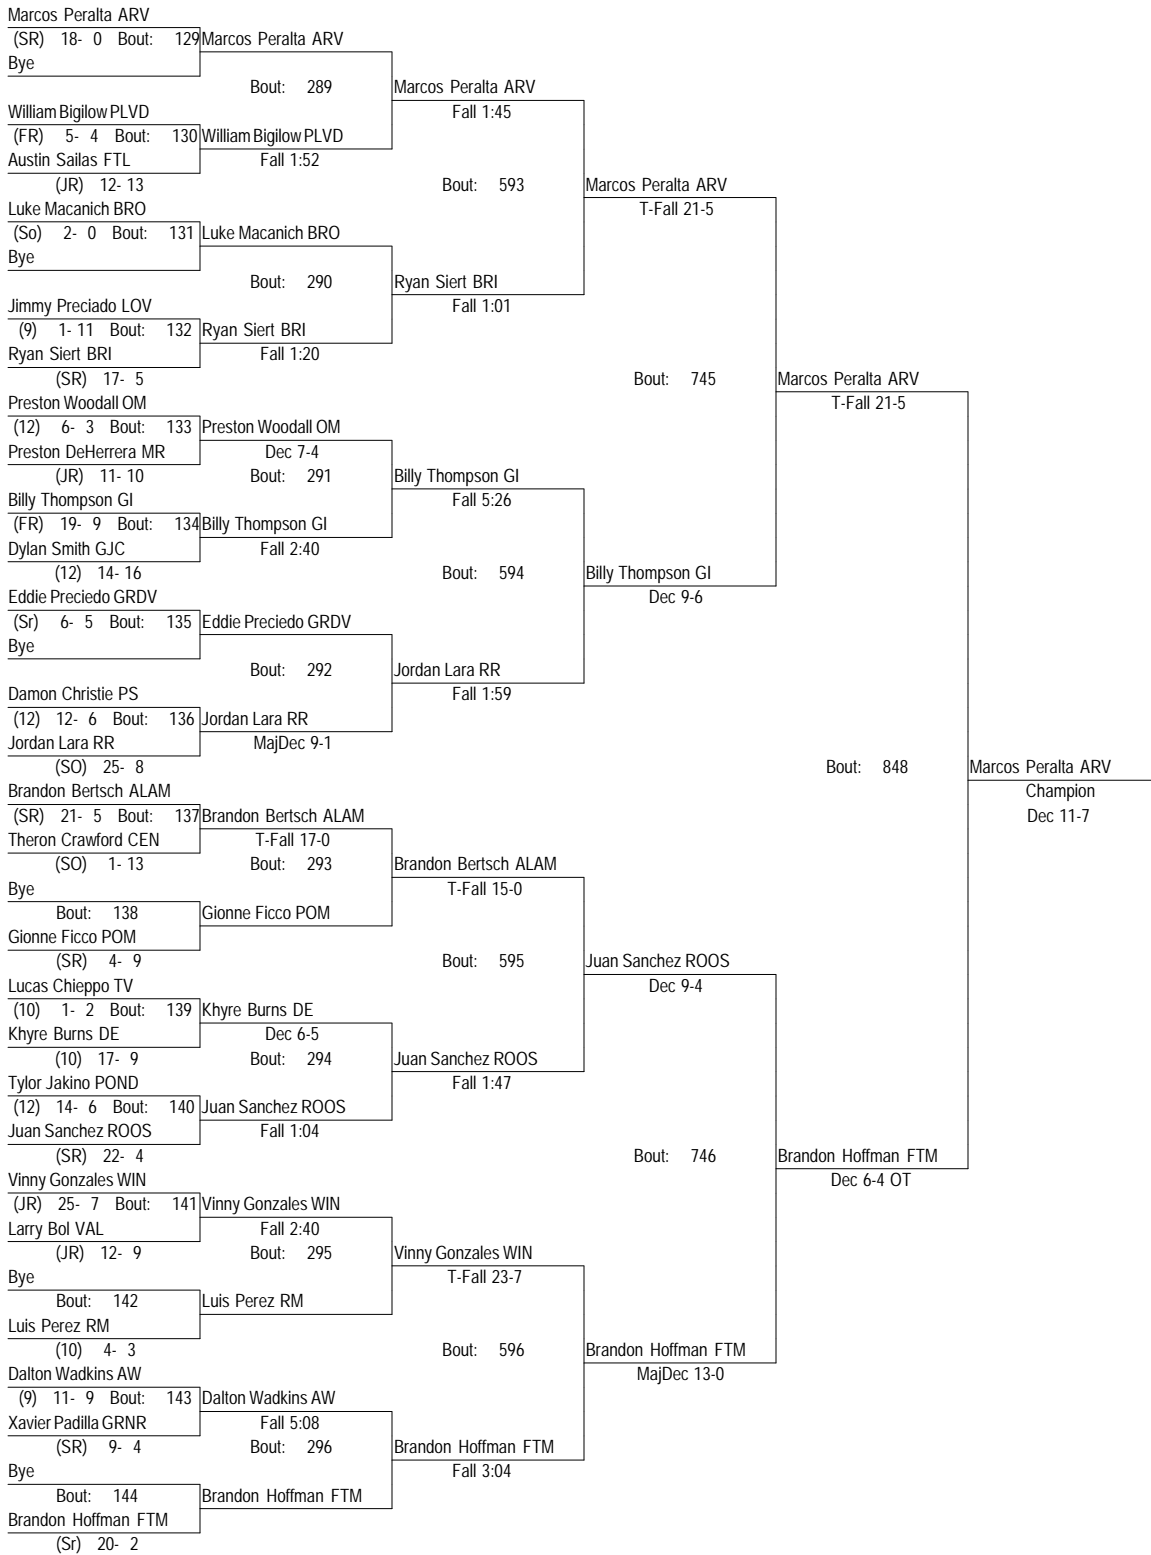 Marcos Peralta ARV
(SR) 18- 0 Bout: 129 Marcos Peralta ARV
Bye
Bout: 289 Marcos Peralta ARV
Fall 1:45
William Bigilow PLVD
(FR) 5- 4 Bout: 130 William Bigilow PLVD
Austin Sailas FTL Fall 1:52
(JR) 12- 13 Bout: 593 Marcos Peralta ARV
T-Fall 21-5
Luke Macanich BRO
(So) 2- 0 Bout: 131 Luke Macanich BRO
Bye
Bout: 290 Ryan Siert BRI
Fall 1:01
Jimmy Preciado LOV
(9) 1- 11 Bout: 132 Ryan Siert BRI
Ryan Siert BRI Fall 1:20
(SR) 17- 5 Bout: 745 Marcos Peralta ARV
T-Fall 21-5
Preston Woodall OM
(12) 6- 3 Bout: 133 Preston Woodall OM
Preston DeHerrera MR Dec 7-4
(JR) 11- 10 Bout: 291 Billy Thompson GI
Fall 5:26
Billy Thompson GI
(FR) 19- 9 Bout: 134 Billy Thompson GI
Dylan Smith GJC Fall 2:40
(12) 14- 16 Bout: 594 Billy Thompson GI
Dec 9-6
Eddie Preciedo GRDV
(Sr) 6- 5 Bout: 135 Eddie Preciedo GRDV
Bye
Bout: 292 Jordan Lara RR
Fall 1:59
Damon Christie PS
(12) 12- 6 Bout: 136 Jordan Lara RR
Jordan Lara RR MajDec 9-1
(SO) 25- 8 Bout: 848 Marcos Peralta ARV
Champion
Dec 11-7
Brandon Bertsch ALAM
(SR) 21- 5 Bout: 137 Brandon Bertsch ALAM
Theron Crawford CEN T-Fall 17-0
(SO) 1- 13 Bout: 293 Brandon Bertsch ALAM
T-Fall 15-0
Bye
Bout: 138 Gionne Ficco POM
Gionne Ficco POM
(SR) 4- 9 Bout: 595 Juan Sanchez ROOS
Dec 9-4
Lucas Chieppo TV
(10) 1- 2 Bout: 139 Khyre Burns DE
Khyre Burns DE Dec 6-5
(10) 17- 9 Bout: 294 Juan Sanchez ROOS
Fall 1:47
Tylor Jakino POND
(12) 14- 6 Bout: 140 Juan Sanchez ROOS
Juan Sanchez ROOS Fall 1:04
(SR) 22- 4 Bout: 746 Brandon Hoffman FTM
Dec 6-4 OT
Vinny Gonzales WIN
(JR) 25- 7 Bout: 141 Vinny Gonzales WIN
Larry Bol VAL Fall 2:40
(JR) 12- 9 Bout: 295 Vinny Gonzales WIN
T-Fall 23-7
Bye
Bout: 142 Luis Perez RM
Luis Perez RM
(10) 4- 3 Bout: 596 Brandon Hoffman FTM
MajDec 13-0
Dalton Wadkins AW
(9) 11- 9 Bout: 143 Dalton Wadkins AW
Xavier Padilla GRNR Fall 5:08
(SR) 9- 4 Bout: 296 Brandon Hoffman FTM
Fall 3:04
Bye
Bout: 144 Brandon Hoffman FTM
Brandon Hoffman FTM
(Sr) 20- 2